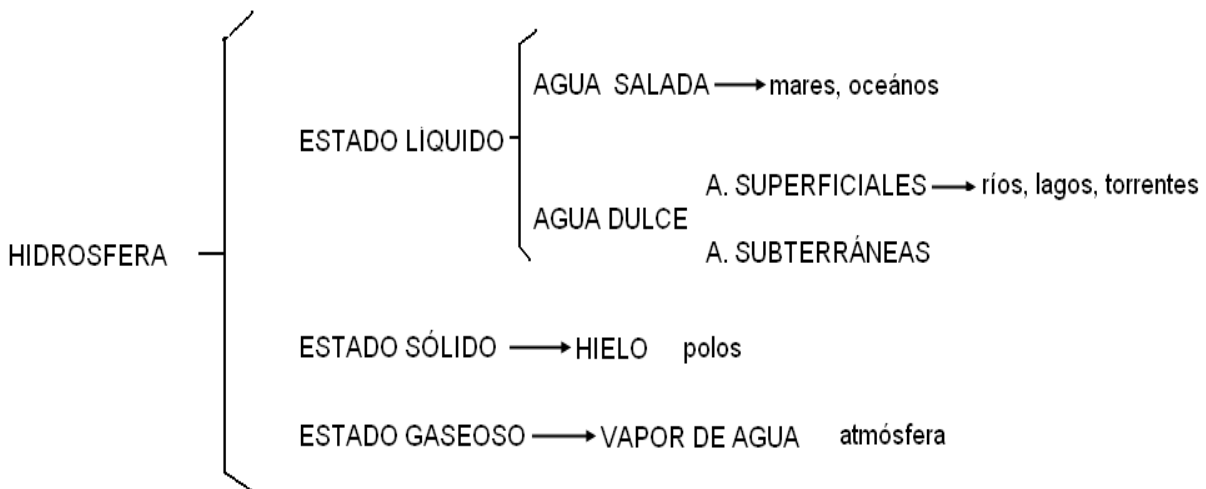 AGUA SALADA → mares, oceános
ESTADO LÍQUIDO
A. SUPERFICIALES → ríos, lagos, torrentes
AGUA DULCE
HIDROSFERA
A. SUBTERRÁNEAS
ESTADO SÓLIDO → HIELO polos
ESTADO GASEOSO → VAPOR DE AGUA atmósfera